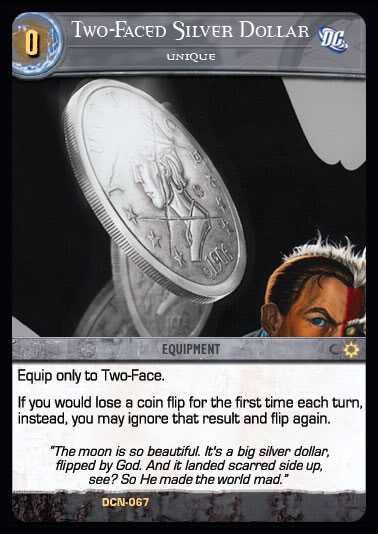 0
Two-Faced Silver Dollar
UNIQUE
DC
1906
EQUIPMENT
C
Equip only to Two-Face.
If you would lose a coin flip for the first time each turn,
instead, you may ignore that result and flip again.
"The moon is so beautiful. It's a big silver dollar,
flipped by God. And it landed scarred side up,
see? So He made the world mad."
DCN-067